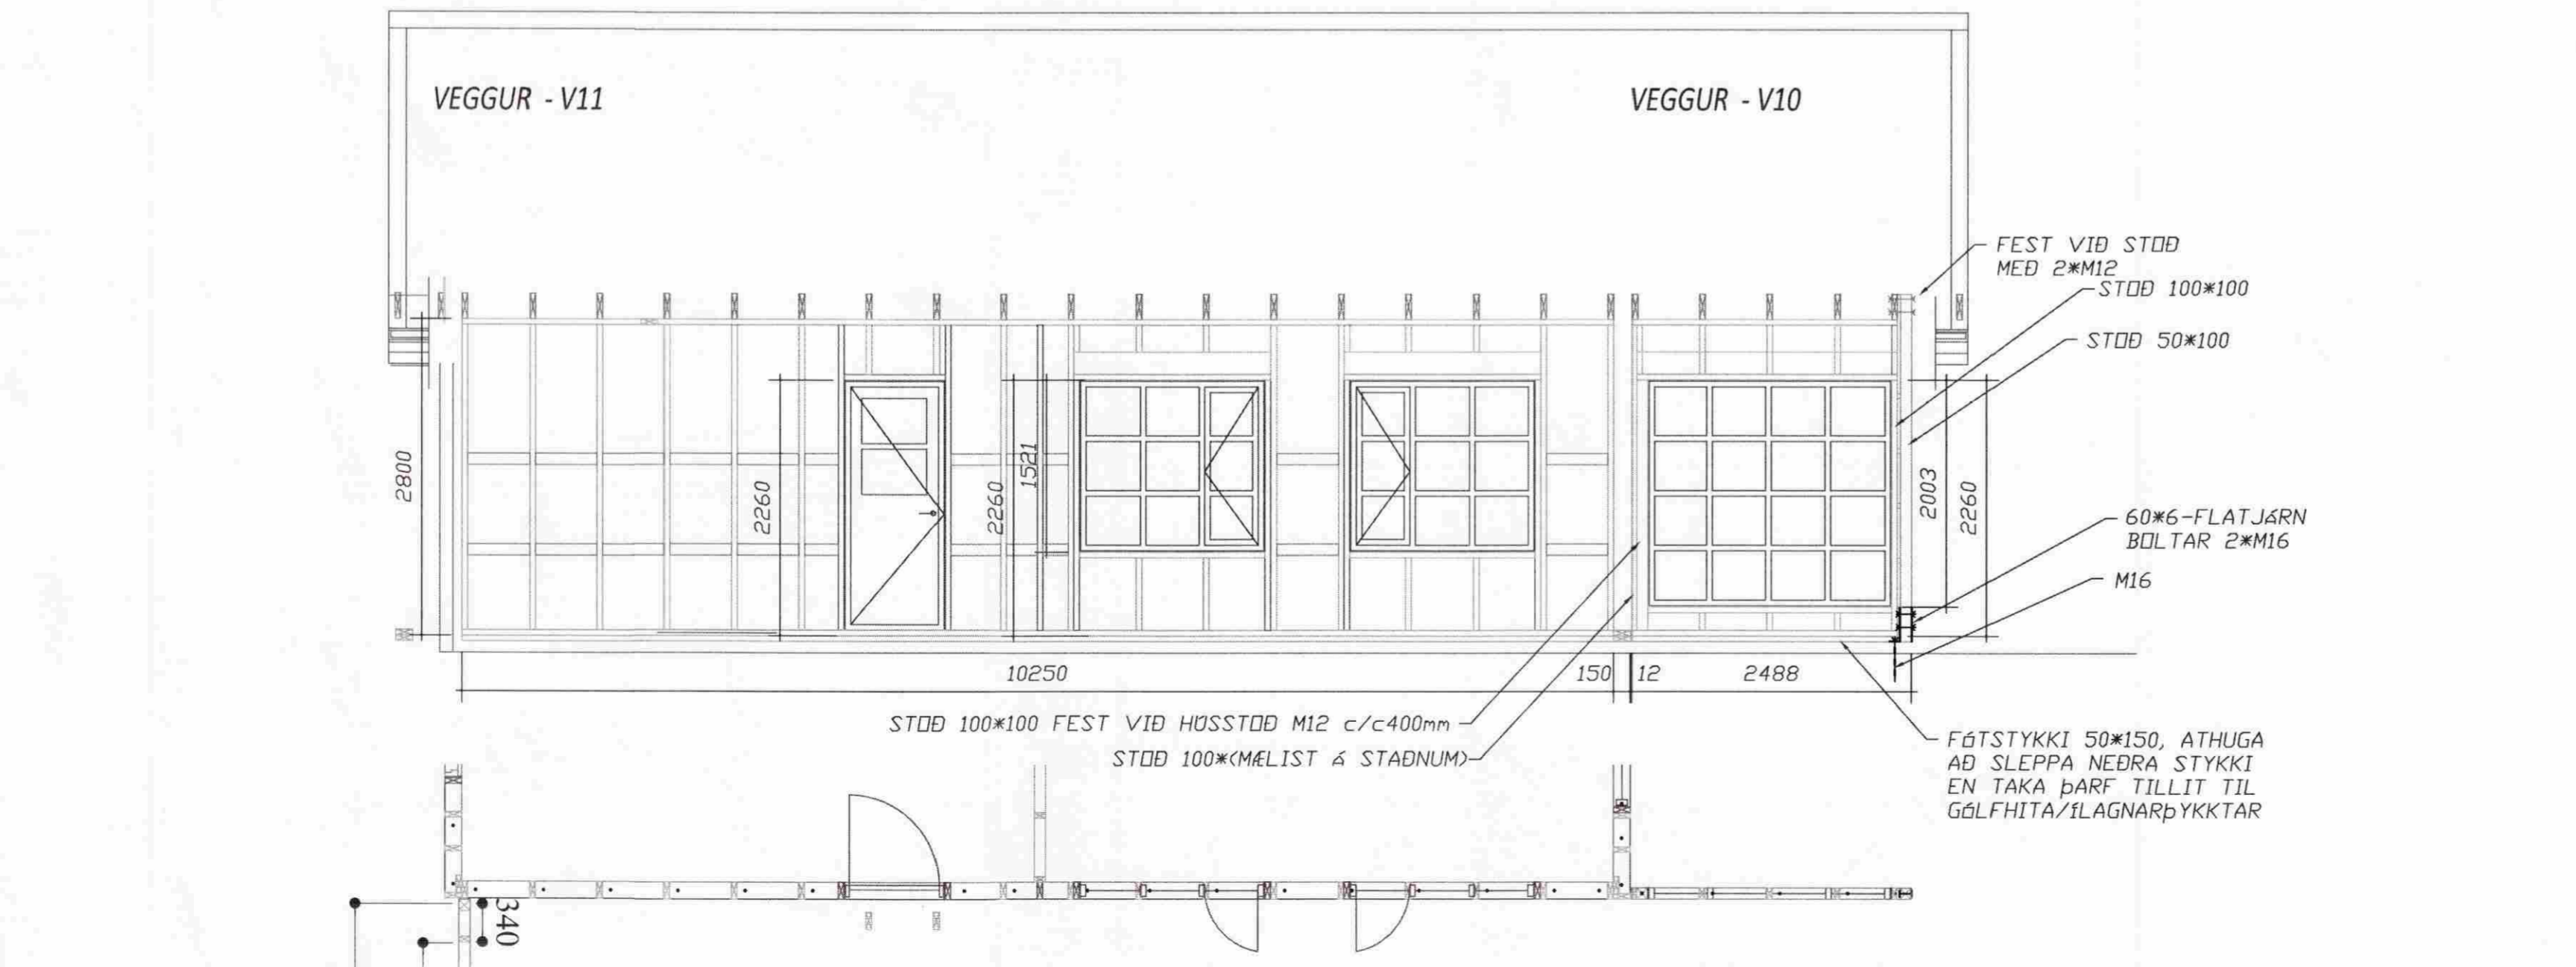 VEGGUR - V11
VEGGUR - V10
FEST VIÐ STOÐ
MEÐ 2*M12
STOÐ 100*100
STOÐ 50*100
2800
2260
2260
1521
2003
2260
60*6-FLATJÁRN
BOLTAR 2*M16
M16
10250
150
12
2488
STOÐ 100*100 FEST VIÐ HÚSSTOÐ M12 c/c400mm
STOÐ 100*(MÆLIST Á STAÐNUM)
FÓTSTYKKI 50*150, ATHUGA
AÐ SLEPPA NEÐRA STYKKI
EN TAKA ÞARF TILLIT TIL
GÓLFHITA/ÍLAGNARÞYKKTAR
340